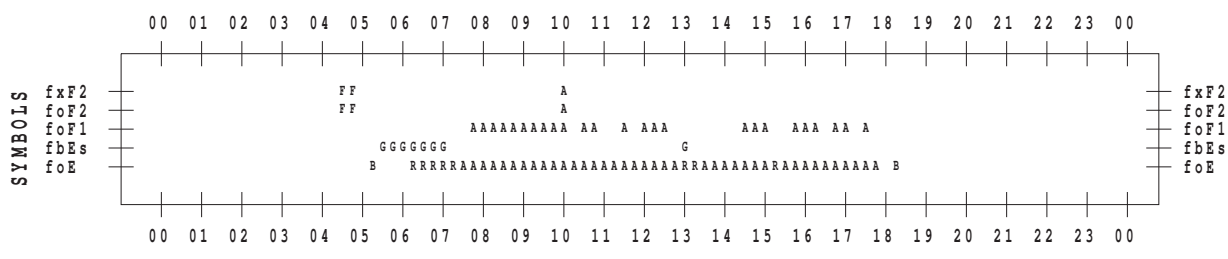 00 01 02 03 04 05 06 07 08 09 10 11 12 13 14 15 16 17 18 19 20 21 22 23 00
SYMBOLS
fxF2 FF A fxF2
foF2 FF A foF2
foF1 AAAAAAAAAA AA A AAA AAA AAA AA A foF1
fbEs GGGGGGG G fbEs
foE B RRRRRAAAAAAAAAAAAAAAAAAAAAARRAAAAAAARAAAAAAAAAA B foE
00 01 02 03 04 05 06 07 08 09 10 11 12 13 14 15 16 17 18 19 20 21 22 23 00